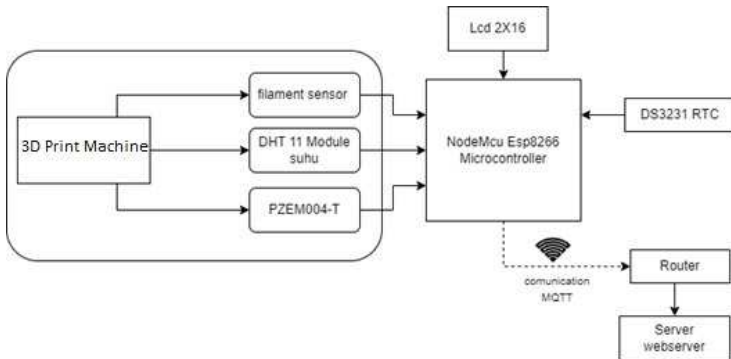 Lcd 2X16
filament sensor
3D Print Machine
DHT 11 Module
suhu
PZEM004-T
NodeMcu Esp8266
Microcontroller
DS3231 RTC
comunication
MQTT
Router
Server
webserver